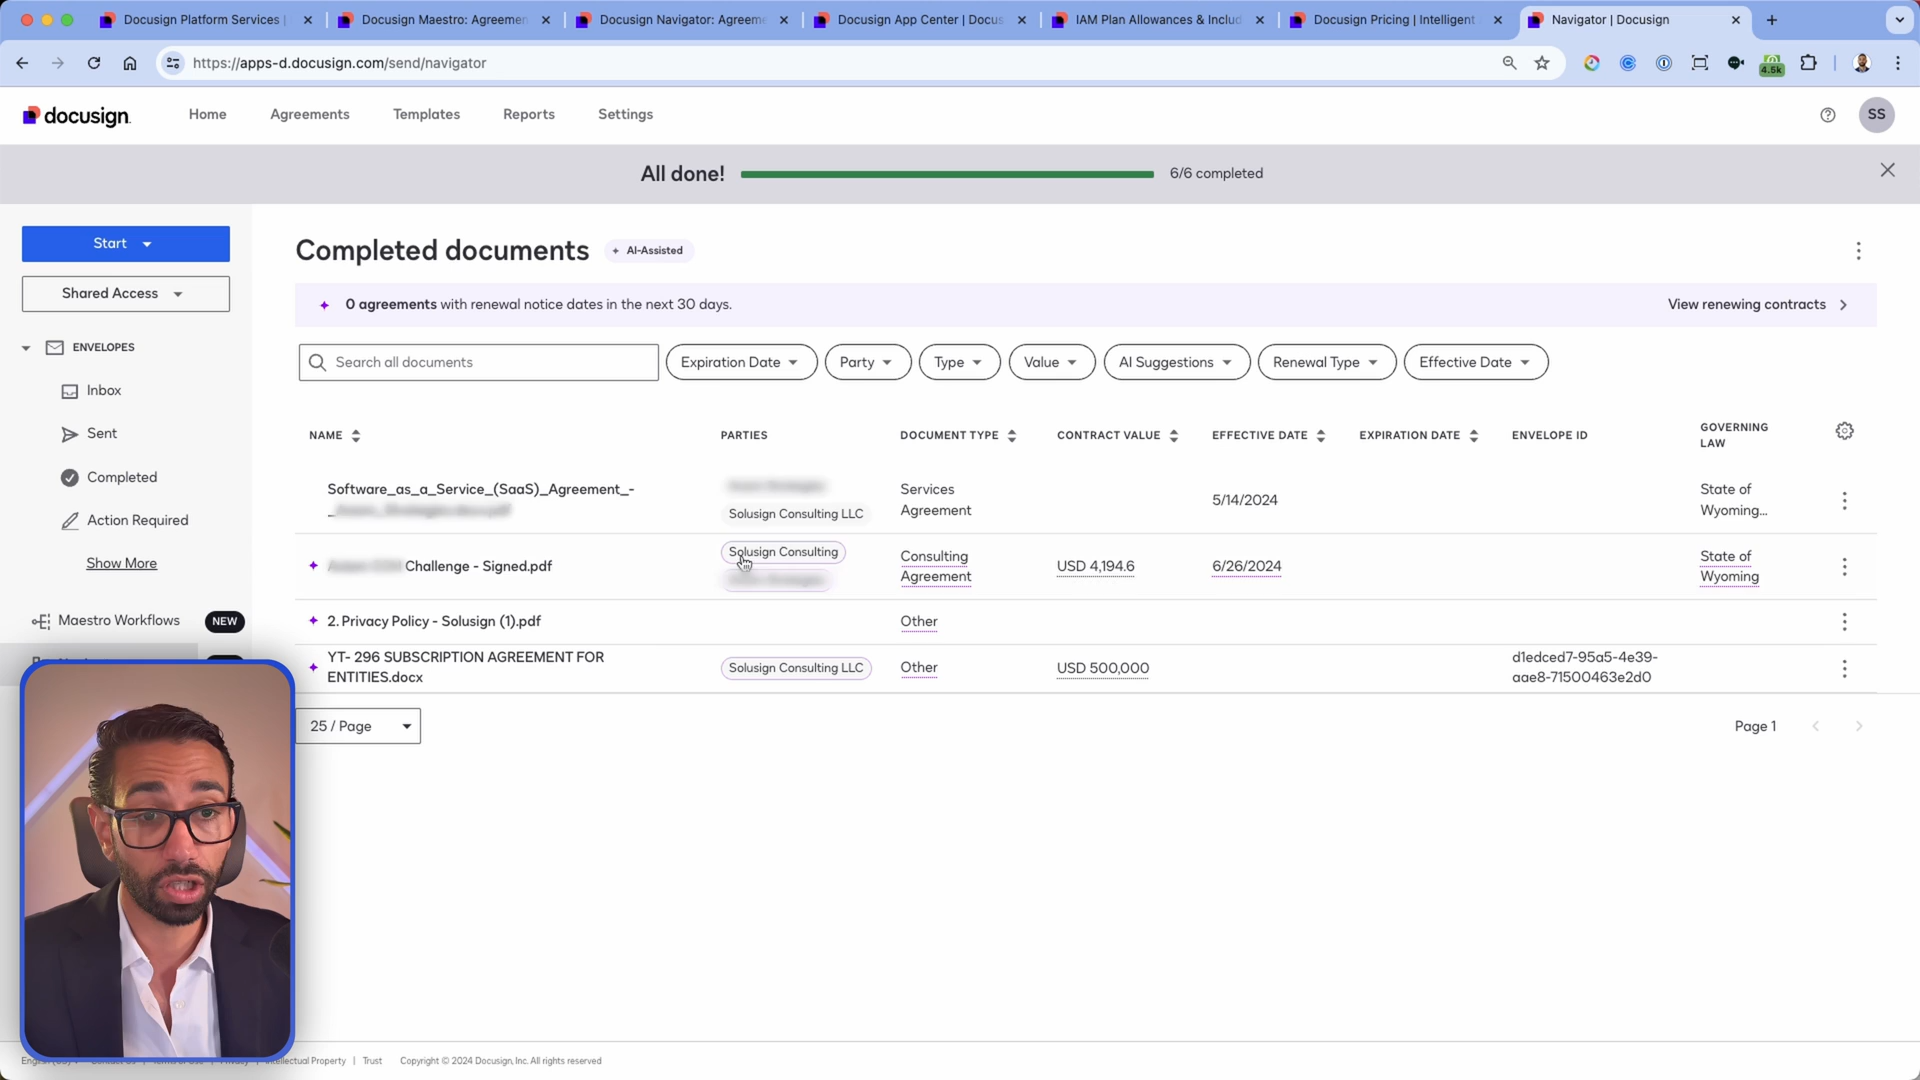 Docusign Platform Services |
Docusign Maestro: Agreemen
Docusign Navigator: Agreeme
Docusign App Center | Docus
IAM Plan Allowances & Includ
Docusign Pricing | Intelligent
Navigator | Docusign
https://apps-d.docusign.com/send/navigator
4.5k
docusign
Home
Agreements
Templates
Reports
Settings
SS
All done!
6/6 completed
Start
Shared Access
ENVELOPES
Inbox
Sent
Completed
Action Required
Show More
Maestro Workflows
NEW
Completed documents
AI-Assisted
0 agreements with renewal notice dates in the next 30 days.
View renewing contracts
Search all documents
Expiration Date
Party
Type
Value
AI Suggestions
Renewal Type
Effective Date
NAME
PARTIES
DOCUMENT TYPE
CONTRACT VALUE
EFFECTIVE DATE
EXPIRATION DATE
ENVELOPE ID
GOVERNING
LAW
Software_as_a_Service_(SaaS)_Agreement_-
Solusign Consulting LLC
Services
Agreement
5/14/2024
State of
Wyoming...
Challenge - Signed.pdf
Solusign Consulting
Consulting
Agreement
USD 4,194.6
6/26/2024
State of
Wyoming
2. Privacy Policy - Solusign (1).pdf
Other
YT- 296 SUBSCRIPTION AGREEMENT FOR
ENTITIES.docx
Solusign Consulting LLC
Other
USD 500,000
d1edced7-95a5-4e39-
aae8-71500463e2d0
25 / Page
Page 1
Intellectual Property | Trust
Copyright © 2024 Docusign, Inc. All rights reserved